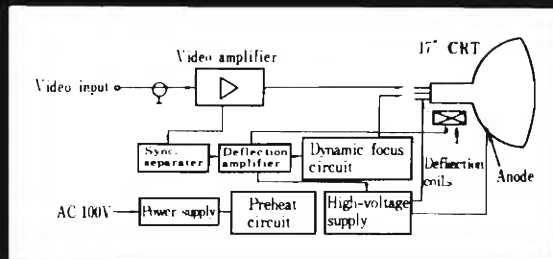 Video amplifier
17" CRT
Video input
Sync.
separater
Deflection
amplifier
Dynamic focus
circuit
Deflection
coils
Anode
AC 100V
Power supply
Preheat
circuit
High-voltage
supply